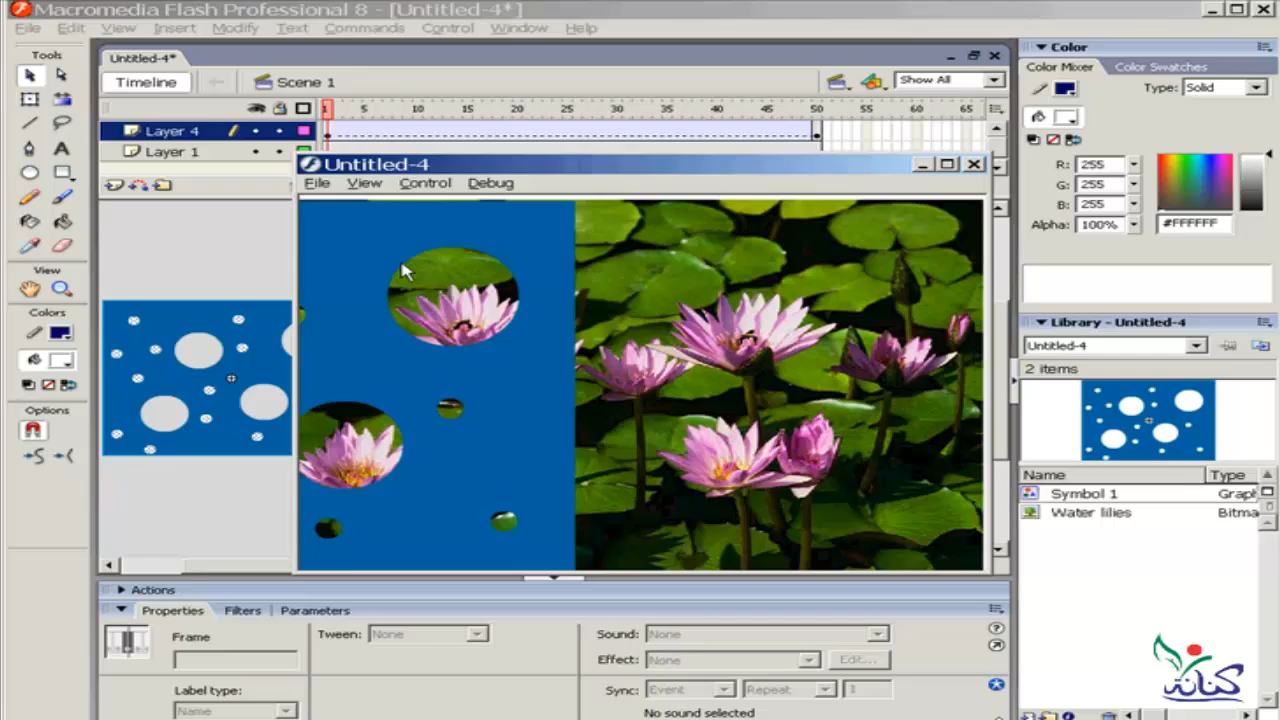 Macromedia Flash Professional 8 - [Untitled-4*]
File Edit View Insert Modify Text Commands Control Window Help
Tools
Untitled-4*
Timeline
Scene 1
Show All
1 5 10 15 20 25 30 35 40 45 50 55 60 65
Layer 4
Layer 1
Untitled-4
File View Control Debug
View
Colors
Options
Color
Color Mixer Color Swatches
Type: Solid
R: 255
G: 255
B: 255
Alpha: 100%
#FFFFFF
Library - Untitled-4
Untitled-4
2 items
Name Type
Symbol 1 Graph
Water lilies Bitma
Actions
Properties Filters Parameters
Frame
Tween: None
Sound: None
Effect: None Edit...
Label type:
Name
Sync: Event Repeat 1
No sound selected
كنانة